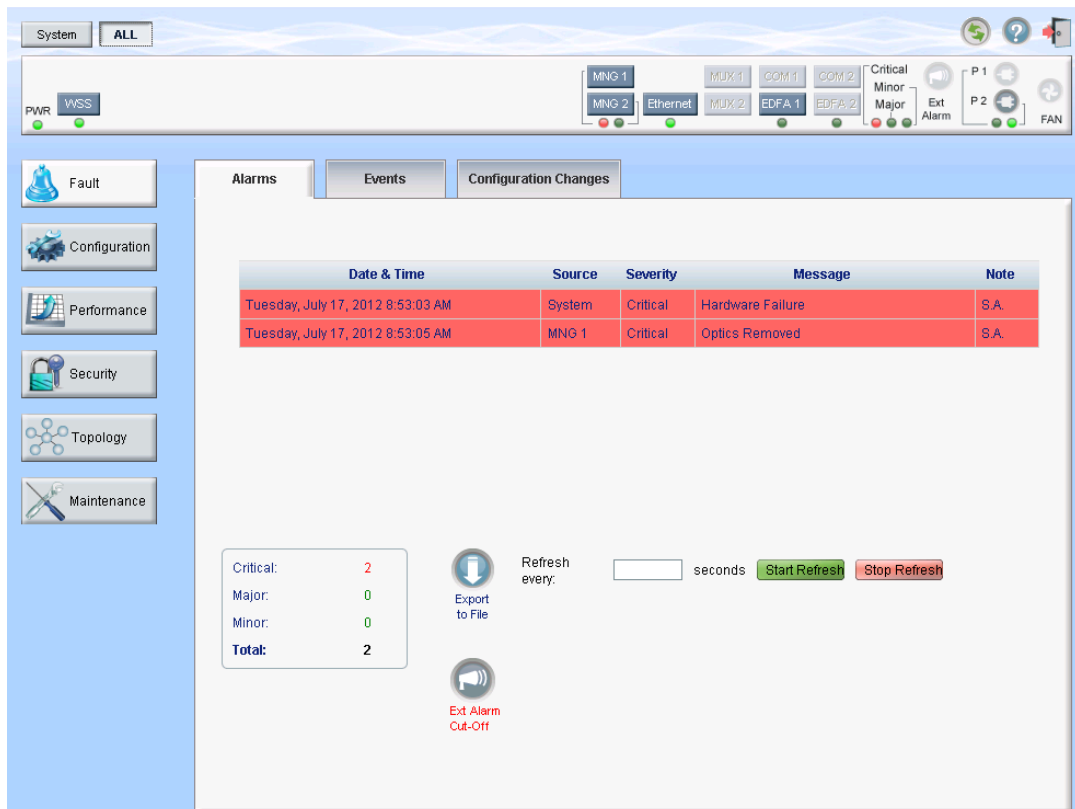 System ALL
MNG 1 MUX 1 COM 1 COM 2 Critical P 1
Minor
PWR WSS MNG 2 Ethernet MUX 2 EDFA 1 EDFA 2 Major Ext Alarm P 2 FAN
Fault
Configuration
Performance
Security
Topology
Maintenance
Alarms Events Configuration Changes
Date & Time Source Severity Message Note
Tuesday, July 17, 2012 8:53:03 AM System Critical Hardware Failure S.A.
Tuesday, July 17, 2012 8:53:05 AM MNG 1 Critical Optics Removed S.A.
Critical: 2
Major: 0
Minor: 0
Total: 2
Export
to File
Ext Alarm
Cut-Off
Refresh
every: seconds Start Refresh Stop Refresh